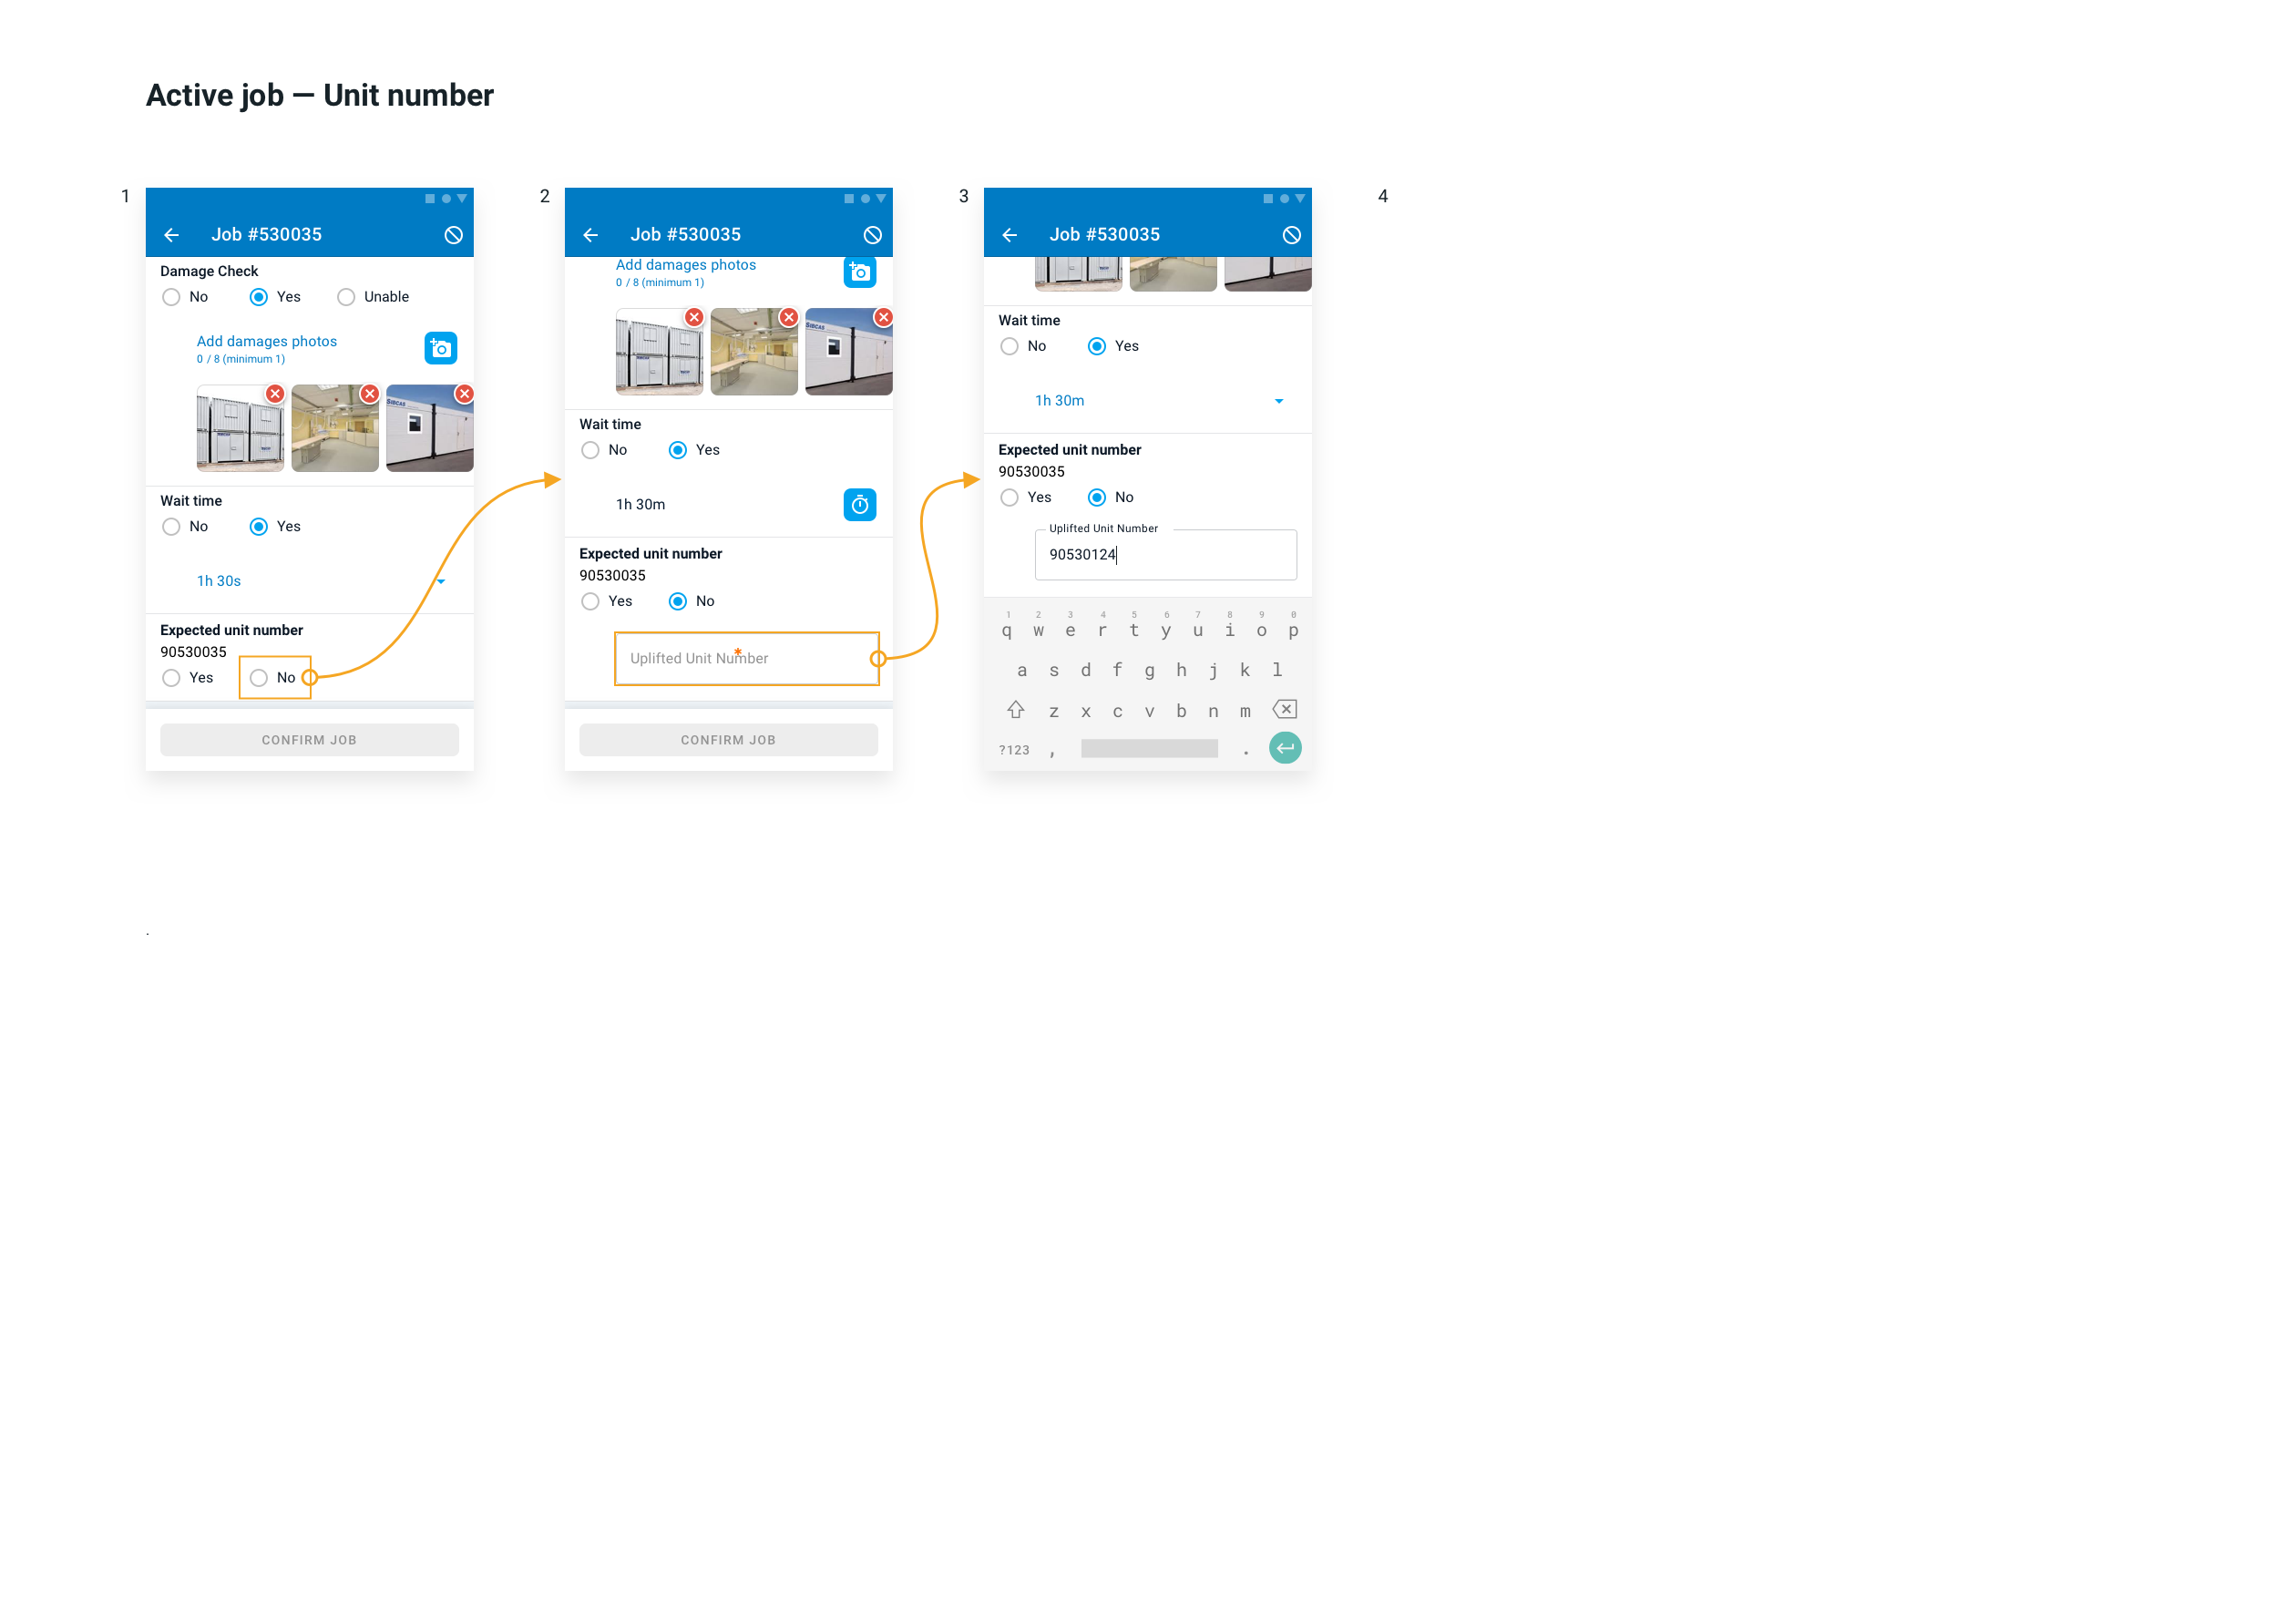 Active job — Unit number
1
Job #530035
Damage Check
No Yes Unable
Add damages photos
0 / 8 (minimum 1)
SIBCAS
Wait time
No Yes
1h 30s
Expected unit number
90530035
Yes No
CONFIRM JOB
2
Job #530035
Add damages photos
0 / 8 (minimum 1)
SIBCAS
Wait time
No Yes
1h 30m
Expected unit number
90530035
Yes No
Uplifted Unit Number *
CONFIRM JOB
3
Job #530035
Wait time
No Yes
1h 30m
Expected unit number
90530035
Yes No
Uplifted Unit Number
90530124
1 2 3 4 5 6 7 8 9 0
q w e r t y u i o p
a s d f g h j k l
z x c v b n m
?123 , .
4
.